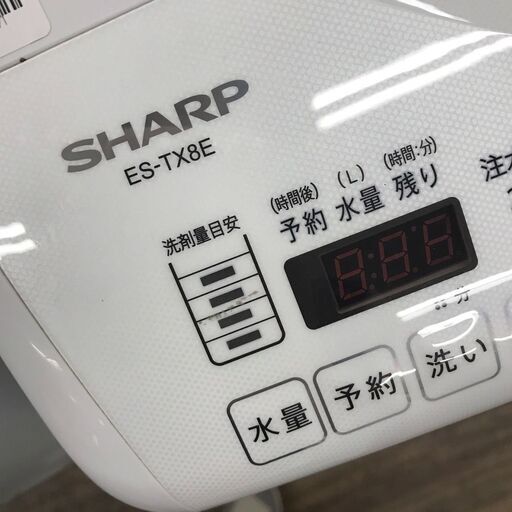 SHARP
ES-TX8E
(時間後) (L) (時間:分)
予約 水量 残り
洗剤量目安
分
水量 予約 洗い